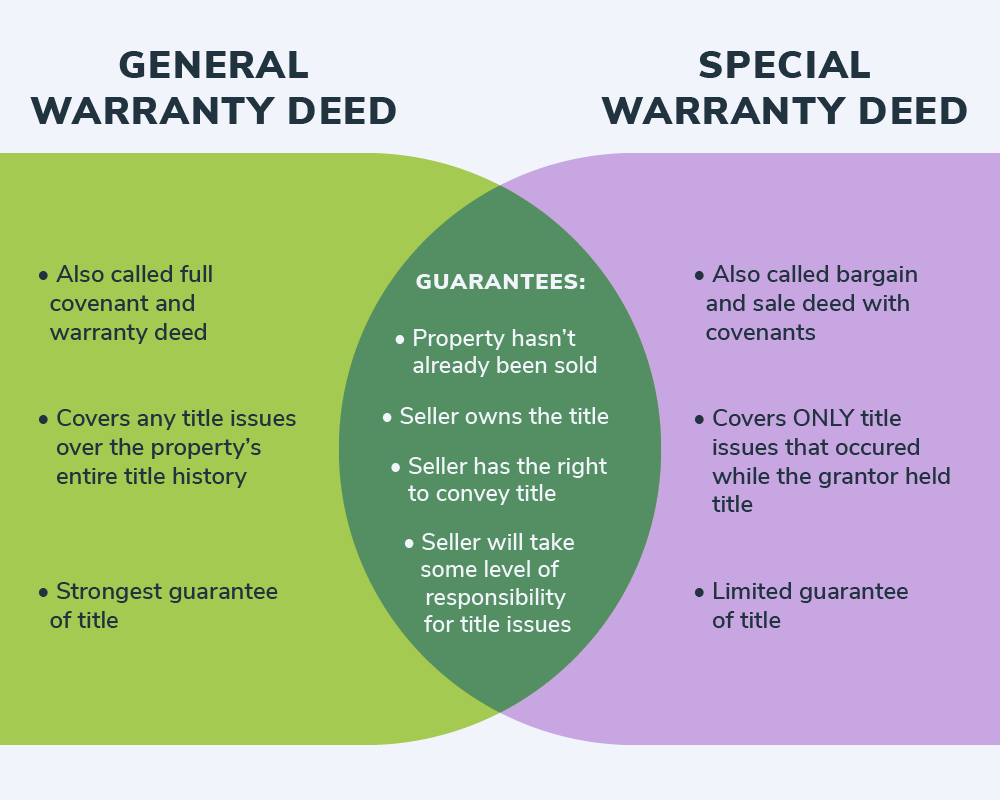 GENERAL
WARRANTY DEED
• Also called full
covenant and
warranty deed
• Covers any title issues
over the property’s
entire title history
• Strongest guarantee
of title
GUARANTEES:
• Property hasn’t
already been sold
• Seller owns the title
• Seller has the right
to convey title
• Seller will take
some level of
responsibility
for title issues
SPECIAL
WARRANTY DEED
• Also called bargain
and sale deed with
covenants
• Covers ONLY title
issues that occured
while the grantor held
title
• Limited guarantee
of title